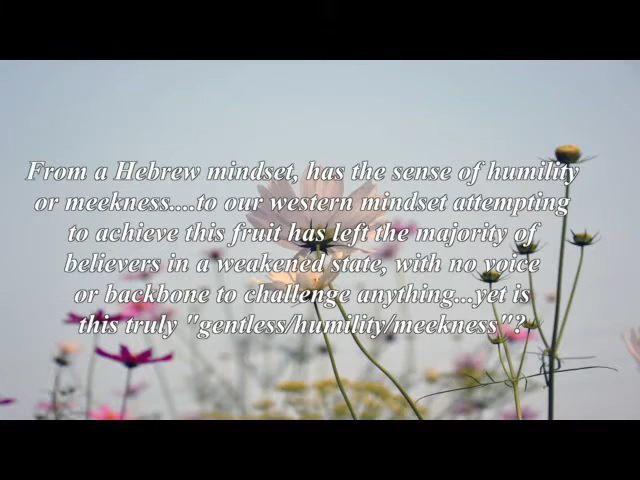 From a Hebrew mindset, has the sense of humility
or meekness....to our western mindset attempting
to achieve this fruit has left the majority of
believers in a weakened state, with no voice
or backbone to challenge anything...yet is
this truly "gentless/humility/meekness"?